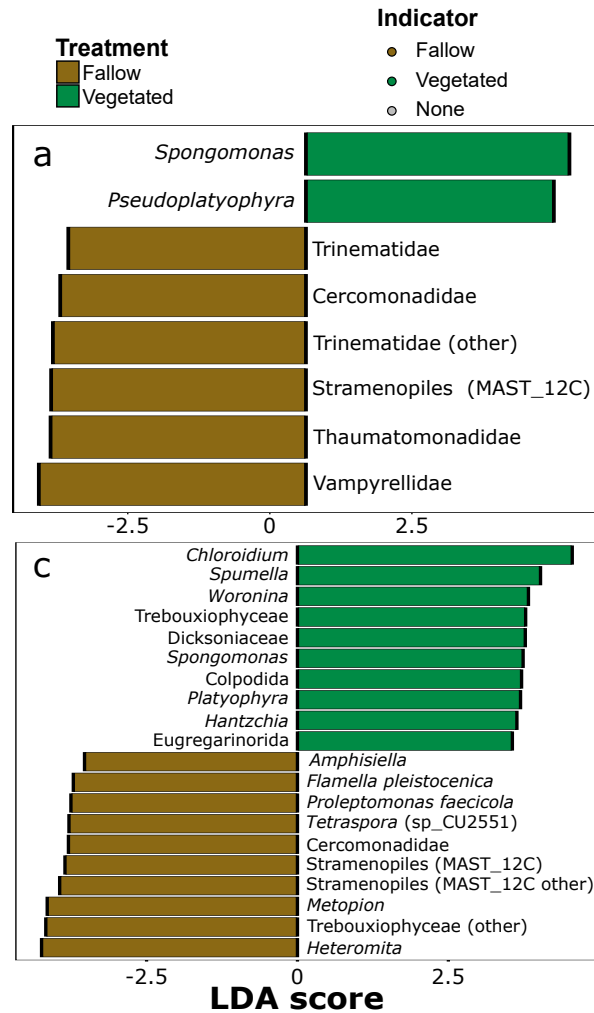 Treatment
Fallow
Vegetated
Indicator
Fallow
Vegetated
None
a
Spongomonas
Pseudoplatyophyra
Trinematidae
Cercomonadidae
Trinematidae (other)
Stramenopiles (MAST_12C)
Thaumatomonadidae
Vampyrellidae
-2.5 0 2.5
c
Chloroidium
Spumella
Woronina
Trebouxiophyceae
Dicksoniaceae
Spongomonas
Colpodida
Platyophyra
Hantzchia
Eugregarinorida
Amphisiella
Flamella pleistocenica
Proleptomonas faecicola
Tetraspora (sp_CU2551)
Cercomonadidae
Stramenopiles (MAST_12C)
Stramenopiles (MAST_12C other)
Metopion
Trebouxiophyceae (other)
Heteromita
-2.5 0 2.5
LDA score